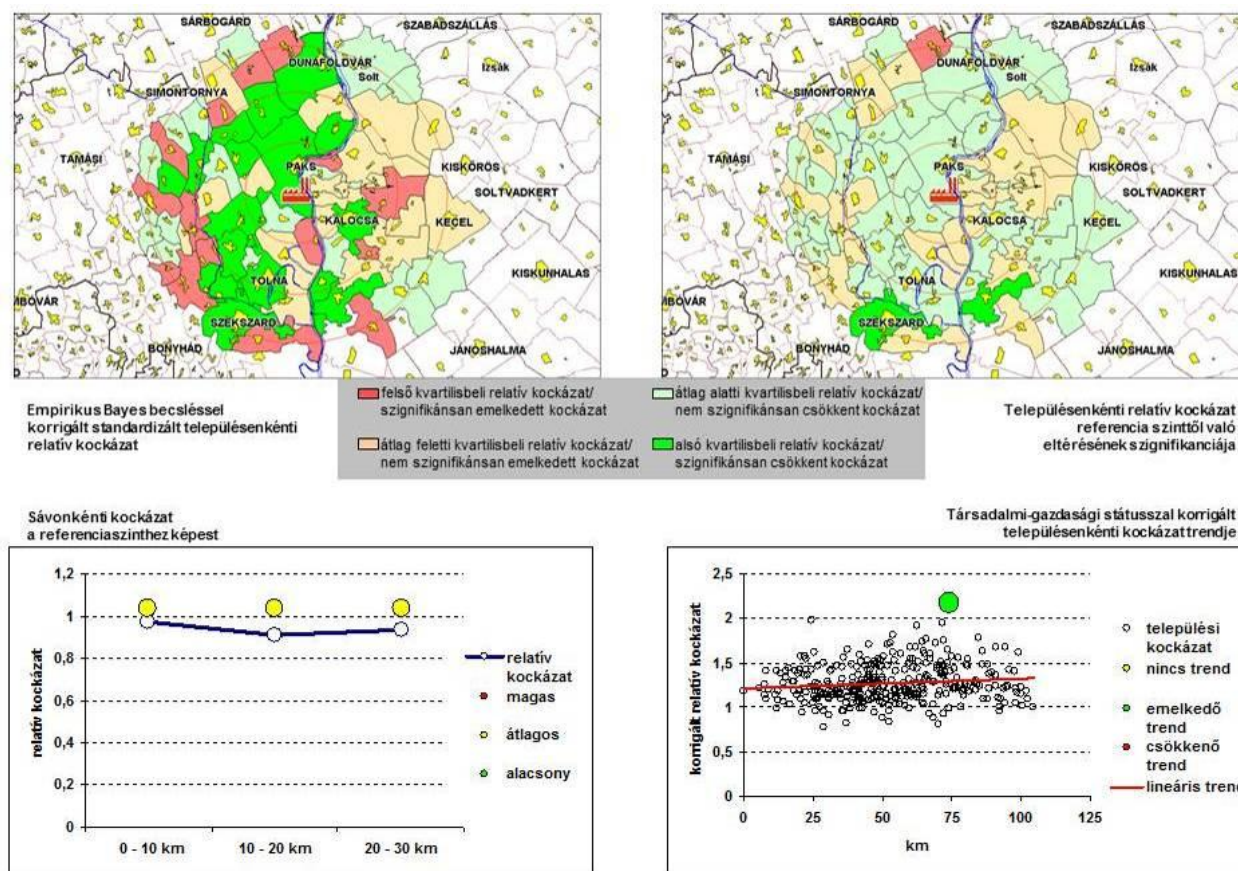 SÁRBOGÁRD
SZABADSZÁLLÁS
DUNAFÖLDVÁR
Izsák
Solt
SIMONTORNYA
TAMÁSI
PAKS
KISKŐRÖS
SOLTVADKERT
KALOCSA
KECEL
TOLNA
KISKUNHALAS
MBOVÁR
SZEKSZÁRD
BONYHÁD
JÁNOSHALMA
SÁRBOGÁRD
SZABADSZÁLLÁS
DUNAFÖLDVÁR
Izsák
Solt
SIMONTORNYA
TAMÁSI
PAKS
KISKŐRÖS
SOLTVADKERT
KALOCSA
KECEL
TOLNA
KISKUNHALAS
MBOVÁR
SZEKSZÁRD
BONYHÁD
JÁNOSHALMA
Empirikus Bayes becsléssel
korrigált standardizált településenkénti
relatív kockázat
felső kvartilisbeli relatív kockázat/
szignifikánsan emelkedett kockázat
átlag feletti kvartilisbeli relatív kockázat/
nem szignifikánsan emelkedett kockázat
átlag alatti kvartilisbeli relatív kockázat/
nem szignifikánsan csökkent kockázat
alsó kvartilisbeli relatív kockázat/
szignifikánsan csökkent kockázat
Településenkénti relatív kockázat
referencia szinttől való
eltérésének szignifikanciája
Sávonkénti kockázat
a referenciaszinthez képest
relatív kockázat
1,2
1
0,8
0,6
0,4
0,2
0
0 - 10 km 10 - 20 km 20 - 30 km
relatív
kockázat
magas
átlagos
alacsony
Társadalmi-gazdasági státusszal korrigált
településenkénti kockázat trendje
korrigált relatív kockázat
2,5
2
1,5
1
0,5
0
0 25 50 75 100 125
km
települési
kockázat
nincs trend
emelkedő
trend
csökkenő
trend
lineáris trend